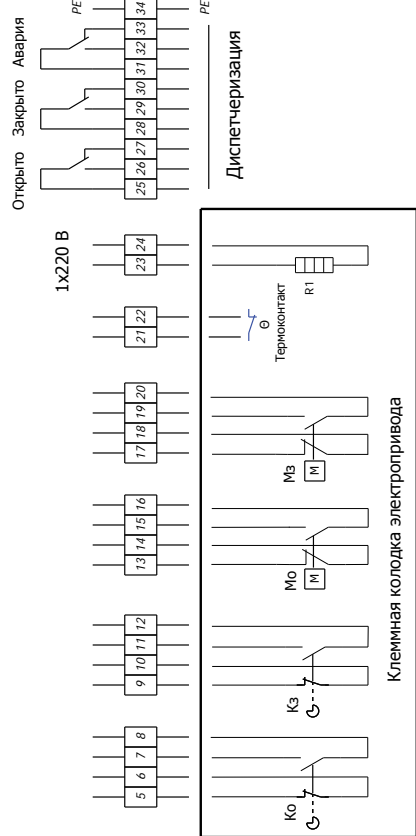 Открыто Закрыто Авария
1x220 В
PE
5 6 7 8
9 10 11 12
13 14 15 16
17 18 19 20
21 22
23 24
25 26 27 28 29 30 31 32 33 34
PE
Диспетчеризация
Ко
Кз
Мо
M
Мз
M
Θ
Термоконтакт
R1
Клеммная колодка электропривода